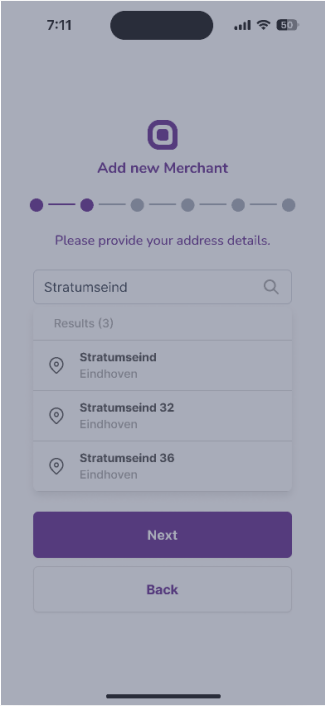 7:11
50
Add new Merchant
Please provide your address details.
Stratumseind
Results (3)
Stratumseind
Eindhoven
Stratumseind 32
Eindhoven
Stratumseind 36
Eindhoven
Next
Back